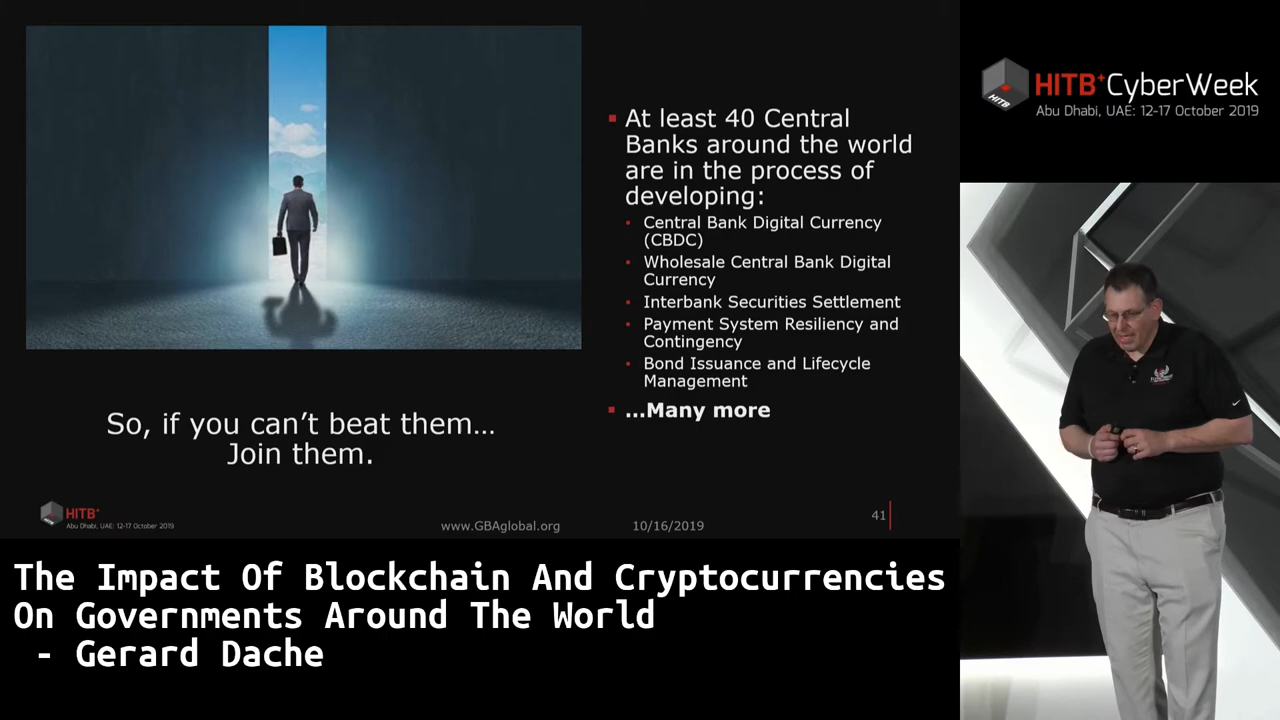 At least 40 Central
Banks around the world
are in the process of
developing:
Central Bank Digital Currency
(CBDC)
Wholesale Central Bank Digital
Currency
Interbank Securities Settlement
Payment System Resiliency and
Contingency
Bond Issuance and Lifecycle
Management
...Many more
So, if you can’t beat them...
Join them.
HITB+
Abu Dhabi, UAE: 12-17 October 2019
www.GBAglobal.org
10/16/2019
41
HITB
HITB+CyberWeek
Abu Dhabi, UAE: 12-17 October 2019
The Impact Of Blockchain And Cryptocurrencies
On Governments Around The World
- Gerard Dache